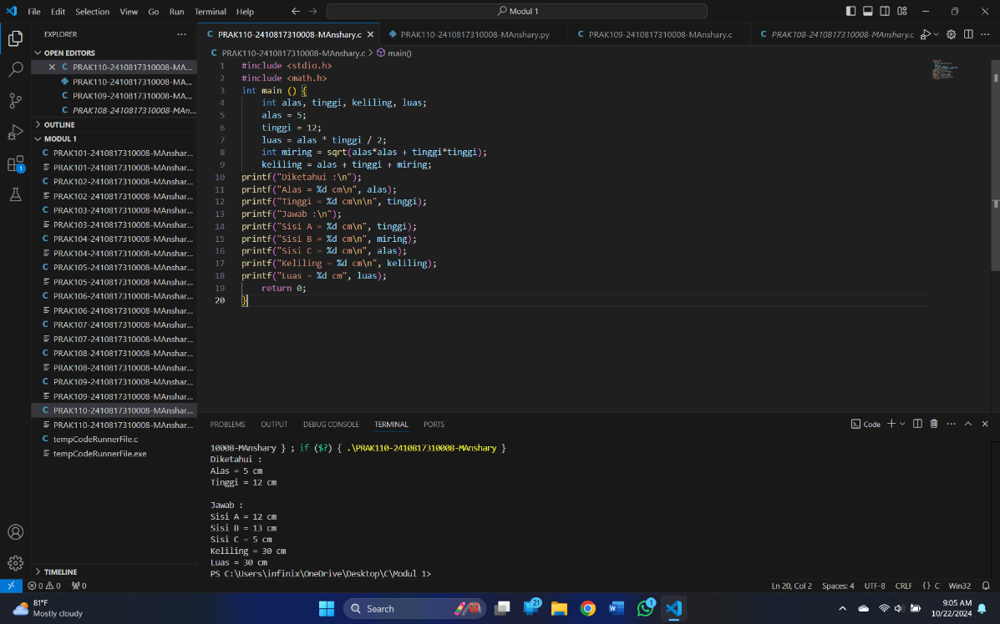 File Edit Selection View Go Run Terminal Help
Modul 1
EXPLORER
OPEN EDITORS
PRAK110-2410817310008-MA...
PRAK110-2410817310008-MA...
PRAK109-2410817310008-MA...
PRAK108-2410817310008-MAn...
OUTLINE
MODUL 1
C PRAK101-2410817310008-MAnshar...
PRAK101-2410817310008-MAnshar...
C PRAK102-2410817310008-MAnshar...
PRAK102-2410817310008-MAnshar...
C PRAK103-2410817310008-MAnshar...
PRAK103-2410817310008-MAnshar...
C PRAK104-2410817310008-MAnshar...
PRAK104-2410817310008-MAnshar...
C PRAK105-2410817310008-MAnshar...
PRAK105-2410817310008-MAnshar...
C PRAK106-2410817310008-MAnshar...
PRAK106-2410817310008-MAnshar...
C PRAK107-2410817310008-MAnshar...
PRAK107-2410817310008-MAnshar...
C PRAK108-2410817310008-MAnshar...
PRAK108-2410817310008-MAnshar...
C PRAK109-2410817310008-MAnshar...
PRAK109-2410817310008-MAnshar...
C PRAK110-2410817310008-MAnshar...
PRAK110-2410817310008-MAnshar...
C tempCodeRunnerFile.c
tempCodeRunnerFile.exe
TIMELINE
C PRAK110-2410817310008-MAnshary.c PRAK110-2410817310008-MAnshary.py C PRAK109-2410817310008-MAnshary.c C PRAK108-2410817310008-MAnshary.c
C PRAK110-2410817310008-MAnshary.c > main()
1 #include <stdio.h>
2 #include <math.h>
3 int main () {
4 int alas, tinggi, keliling, luas;
5 alas = 5;
6 tinggi = 12;
7 luas = alas * tinggi / 2;
8 int miring = sqrt(alas*alas + tinggi*tinggi);
9 keliling = alas + tinggi + miring;
10 printf("Diketahui :\n");
11 printf("Alas = %d cm\n", alas);
12 printf("Tinggi = %d cm\n\n", tinggi);
13 printf("Jawab :\n");
14 printf("Sisi A = %d cm\n", tinggi);
15 printf("Sisi B = %d cm\n", miring);
16 printf("Sisi C = %d cm\n", alas);
17 printf("Keliling = %d cm\n", keliling);
18 printf("Luas = %d cm", luas);
19 return 0;
20 }
PROBLEMS OUTPUT DEBUG CONSOLE TERMINAL PORTS
Code
10008-MAnshary } ; if ($?) { .\PRAK110-2410817310008-MAnshary }
Diketahui :
Alas = 5 cm
Tinggi = 12 cm
Jawab :
Sisi A = 12 cm
Sisi B = 13 cm
Sisi C = 5 cm
Keliling = 30 cm
Luas = 30 cm
PS C:\Users\infinix\OneDrive\Desktop\C\Modul 1>
0 0 0 Ln 20, Col 2 Spaces: 4 UTF-8 CRLF {} C Win32
81°F
Mostly cloudy
Search
21
1
9:05 AM
10/22/2024